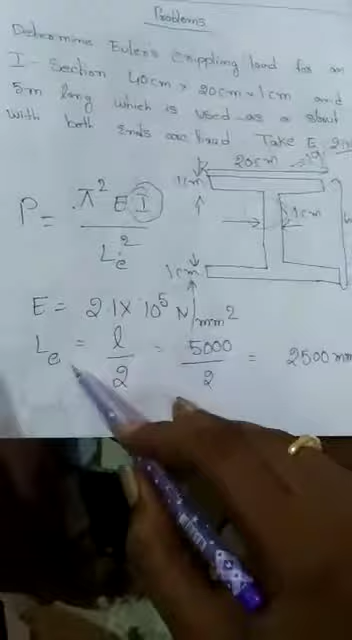 Problems
Determine Euler's crippling load for an
I- Section 40cm × 20cm × 1cm and
5m long which is used as a strut
with both Ends are fixed Take E
20cm
1cm
1cm
1cm
P = π² E I / Le²
E = 2.1 × 10⁵ N/mm²
Le = l/2 = 5000/2 = 2500 mm